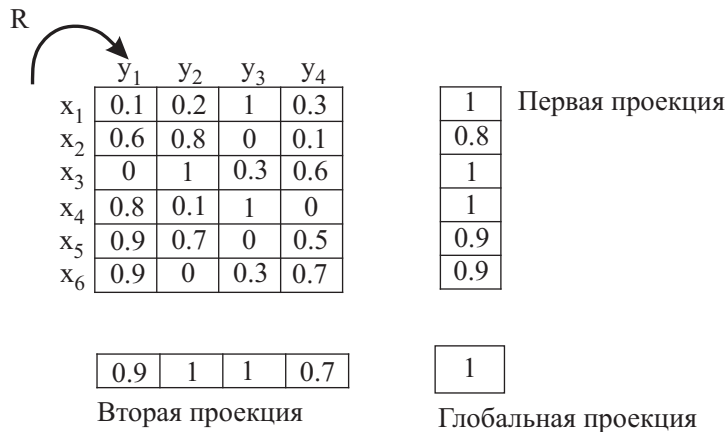 R
y1 y2 y3 y4
x1 0.1 0.2 1 0.3 1 Первая проекция
x2 0.6 0.8 0 0.1 0.8
x3 0 1 0.3 0.6 1
x4 0.8 0.1 1 0 1
x5 0.9 0.7 0 0.5 0.9
x6 0.9 0 0.3 0.7 0.9
0.9 1 1 0.7 1
Вторая проекция Глобальная проекция